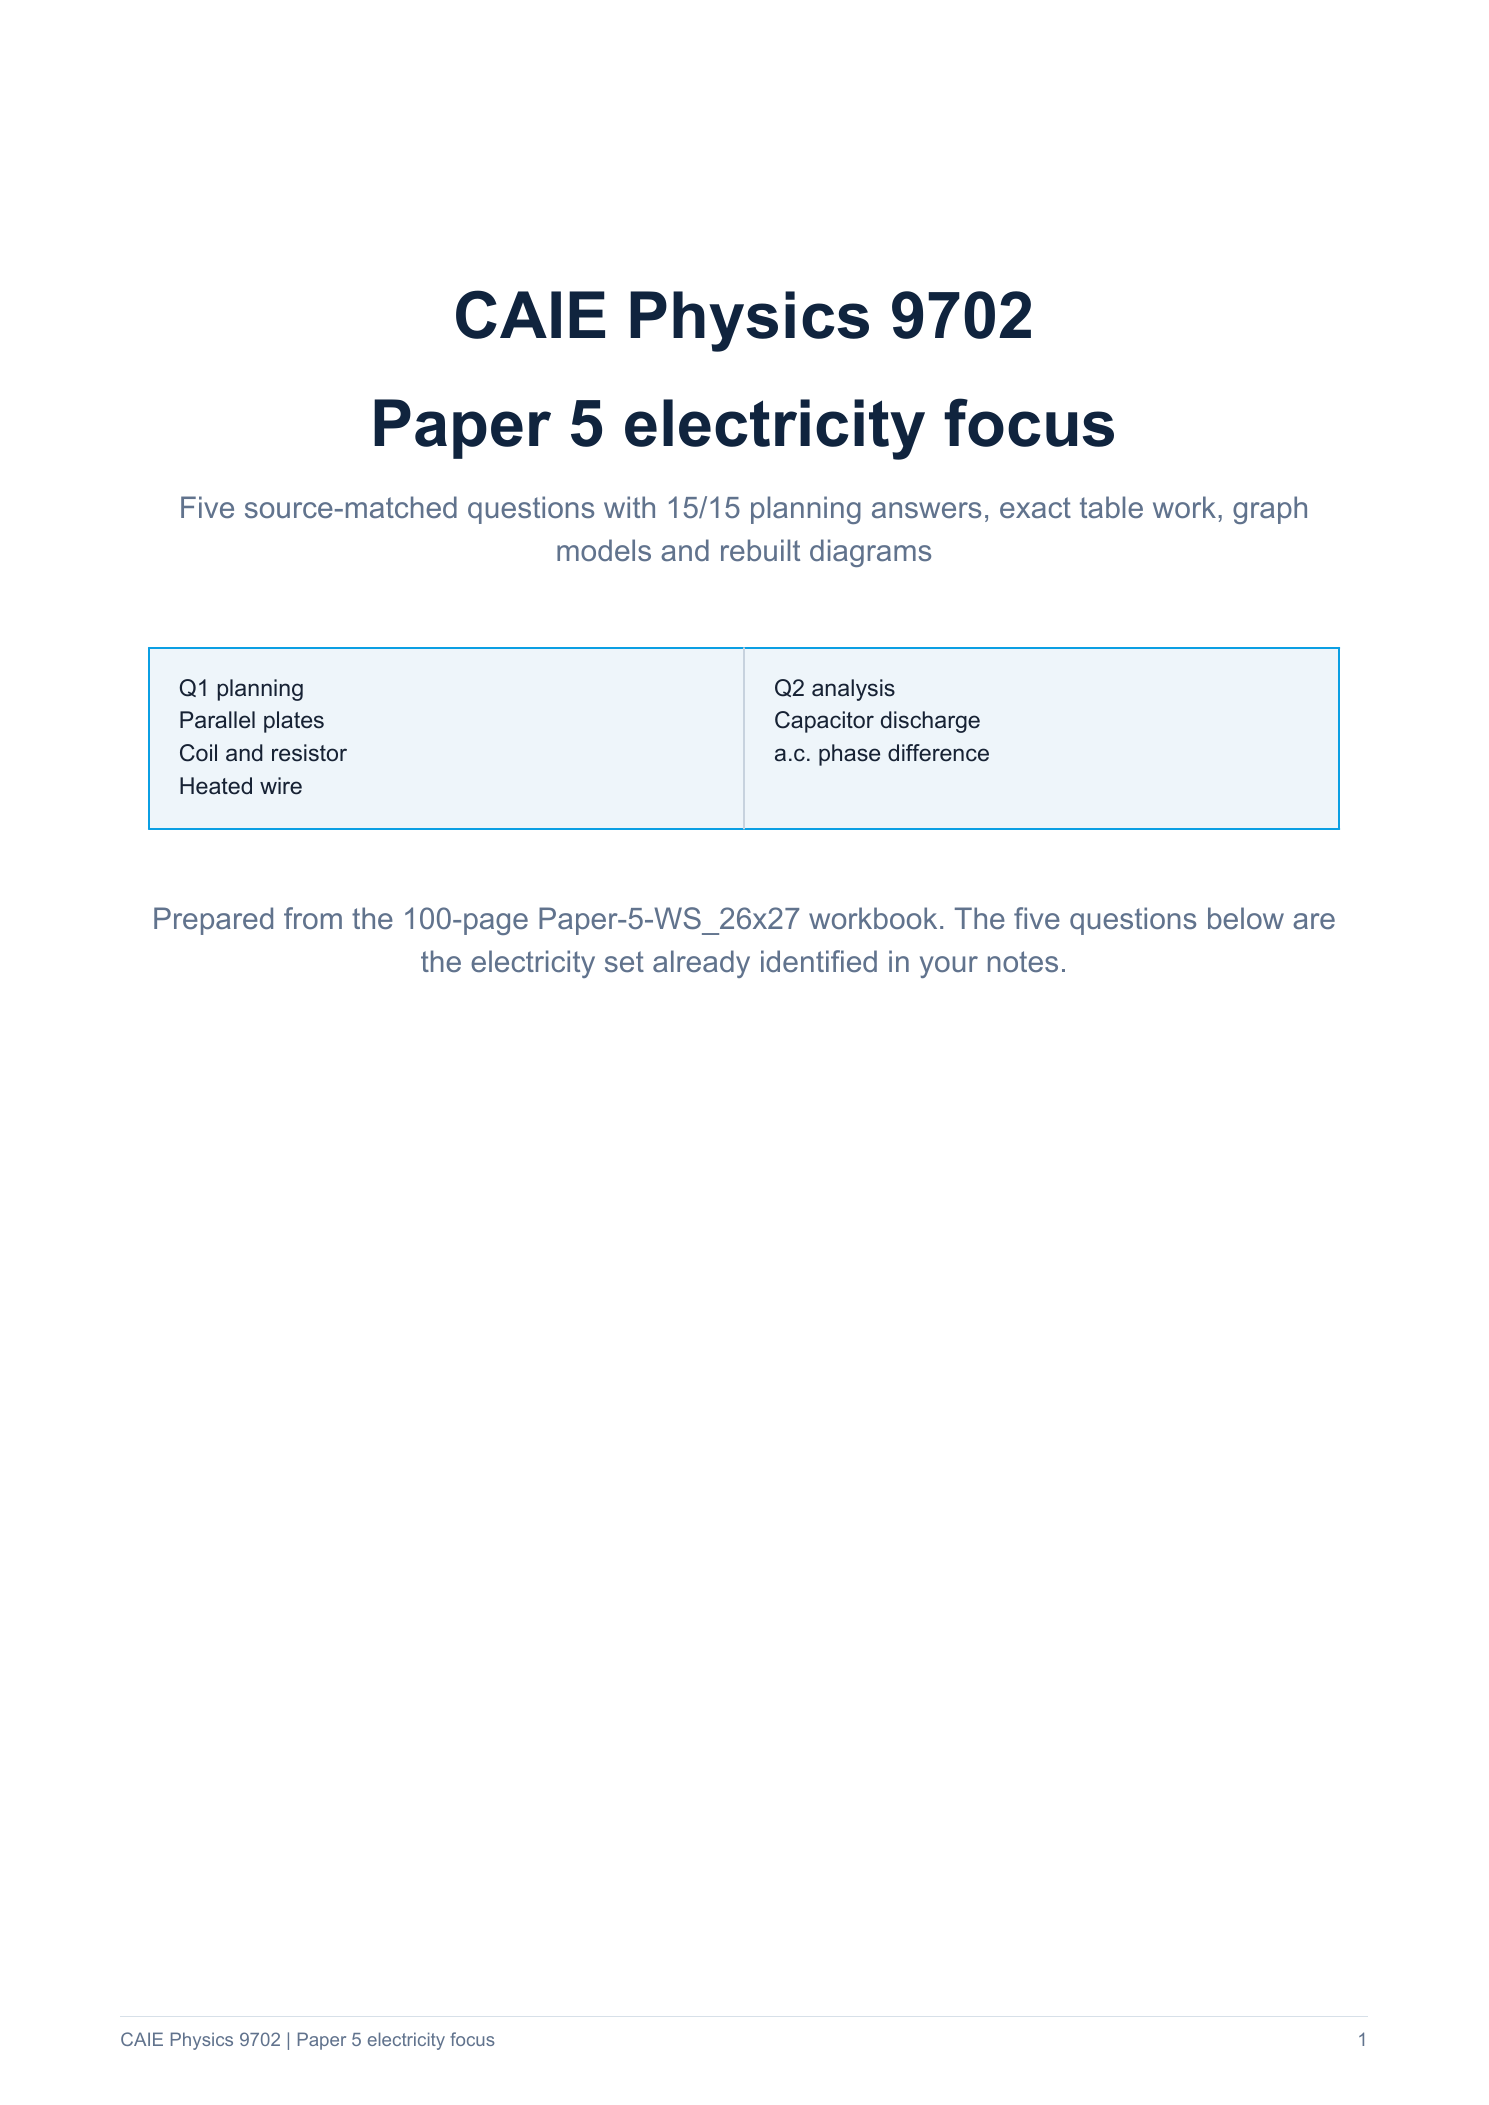 CAIE Physics 9702
Paper 5 electricity focus
Five source-matched questions with 15/15 planning answers, exact table work, graph
models and rebuilt diagrams
Q1 planning
Parallel plates
Coil and resistor
Heated wire
Q2 analysis
Capacitor discharge
a.c. phase difference
Prepared from the 100-page Paper-5-WS_26x27 workbook. The five questions below are
the electricity set already identified in your notes.
CAIE Physics 9702 | Paper 5 electricity focus
1